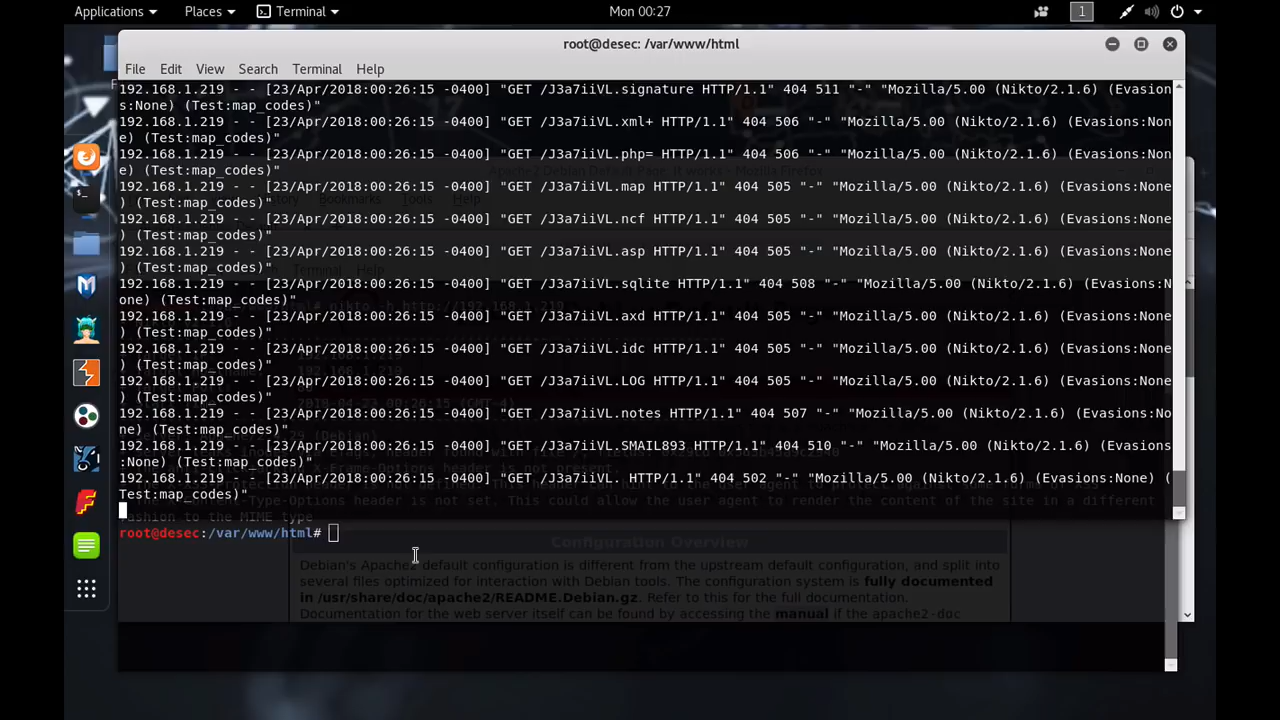 Applications Places Terminal Mon 00:27 1
root@desec: /var/www/html
File Edit View Search Terminal Help
192.168.1.219 - - [23/Apr/2018:00:26:15 -0400] "GET /J3a7iiVL.signature HTTP/1.1" 404 511 "-" "Mozilla/5.00 (Nikto/2.1.6) (Evasion
s:None) (Test:map_codes)"
192.168.1.219 - - [23/Apr/2018:00:26:15 -0400] "GET /J3a7iiVL.xml+ HTTP/1.1" 404 506 "-" "Mozilla/5.00 (Nikto/2.1.6) (Evasions:Non
e) (Test:map_codes)"
192.168.1.219 - - [23/Apr/2018:00:26:15 -0400] "GET /J3a7iiVL.php= HTTP/1.1" 404 506 "-" "Mozilla/5.00 (Nikto/2.1.6) (Evasions:Non
e) (Test:map_codes)"
192.168.1.219 - - [23/Apr/2018:00:26:15 -0400] "GET /J3a7iiVL.map HTTP/1.1" 404 505 "-" "Mozilla/5.00 (Nikto/2.1.6) (Evasions:None
) (Test:map_codes)"
192.168.1.219 - - [23/Apr/2018:00:26:15 -0400] "GET /J3a7iiVL.ncf HTTP/1.1" 404 505 "-" "Mozilla/5.00 (Nikto/2.1.6) (Evasions:None
) (Test:map_codes)"
192.168.1.219 - - [23/Apr/2018:00:26:15 -0400] "GET /J3a7iiVL.asp HTTP/1.1" 404 505 "-" "Mozilla/5.00 (Nikto/2.1.6) (Evasions:None
) (Test:map_codes)"
192.168.1.219 - - [23/Apr/2018:00:26:15 -0400] "GET /J3a7iiVL.sqlite HTTP/1.1" 404 508 "-" "Mozilla/5.00 (Nikto/2.1.6) (Evasions:N
one) (Test:map_codes)"
192.168.1.219 - - [23/Apr/2018:00:26:15 -0400] "GET /J3a7iiVL.axd HTTP/1.1" 404 505 "-" "Mozilla/5.00 (Nikto/2.1.6) (Evasions:None
) (Test:map_codes)"
192.168.1.219 - - [23/Apr/2018:00:26:15 -0400] "GET /J3a7iiVL.idc HTTP/1.1" 404 505 "-" "Mozilla/5.00 (Nikto/2.1.6) (Evasions:None
) (Test:map_codes)"
192.168.1.219 - - [23/Apr/2018:00:26:15 -0400] "GET /J3a7iiVL.LOG HTTP/1.1" 404 505 "-" "Mozilla/5.00 (Nikto/2.1.6) (Evasions:None
) (Test:map_codes)"
192.168.1.219 - - [23/Apr/2018:00:26:15 -0400] "GET /J3a7iiVL.notes HTTP/1.1" 404 507 "-" "Mozilla/5.00 (Nikto/2.1.6) (Evasions:No
ne) (Test:map_codes)"
192.168.1.219 - - [23/Apr/2018:00:26:15 -0400] "GET /J3a7iiVL.SMAIL893 HTTP/1.1" 404 510 "-" "Mozilla/5.00 (Nikto/2.1.6) (Evasions
:None) (Test:map_codes)"
192.168.1.219 - - [23/Apr/2018:00:26:15 -0400] "GET /J3a7iiVL. HTTP/1.1" 404 502 "-" "Mozilla/5.00 (Nikto/2.1.6) (Evasions:None) (
Test:map_codes)"
fashion to the MIME type
root@desec:/var/www/html#
Configuration Overview
Debian's Apache2 default configuration is different from the upstream default configuration, and split into
several files optimized for interaction with Debian tools. The configuration system is fully documented
in /usr/share/doc/apache2/README.Debian.gz. Refer to this for the full documentation.
Documentation for the web server itself can be found by accessing the manual if the apache2-doc